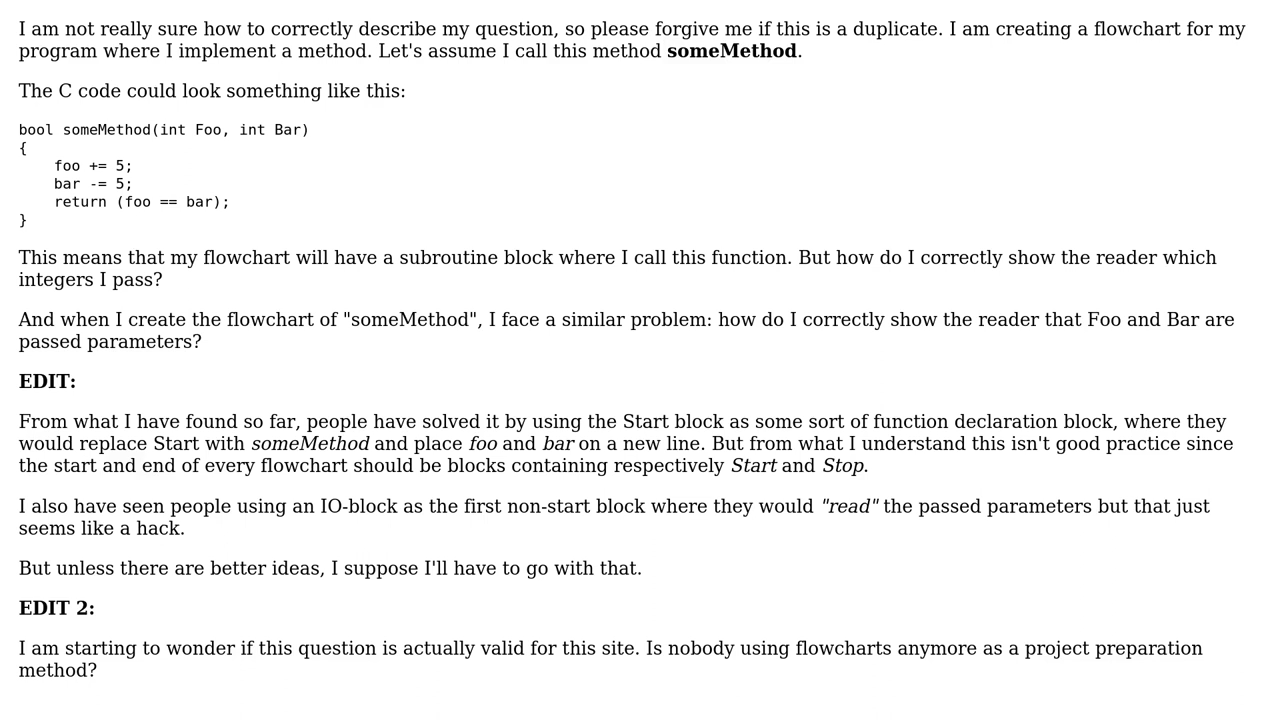 I am not really sure how to correctly describe my question, so please forgive me if this is a duplicate. I am creating a flowchart for my
program where I implement a method. Let's assume I call this method someMethod.
The C code could look something like this:
bool someMethod(int Foo, int Bar)
{
    foo += 5;
    bar -= 5;
    return (foo == bar);
}
This means that my flowchart will have a subroutine block where I call this function. But how do I correctly show the reader which
integers I pass?
And when I create the flowchart of "someMethod", I face a similar problem: how do I correctly show the reader that Foo and Bar are
passed parameters?
EDIT:
From what I have found so far, people have solved it by using the Start block as some sort of function declaration block, where they
would replace Start with someMethod and place foo and bar on a new line. But from what I understand this isn't good practice since
the start and end of every flowchart should be blocks containing respectively Start and Stop.
I also have seen people using an IO-block as the first non-start block where they would "read" the passed parameters but that just
seems like a hack.
But unless there are better ideas, I suppose I'll have to go with that.
EDIT 2:
I am starting to wonder if this question is actually valid for this site. Is nobody using flowcharts anymore as a project preparation
method?